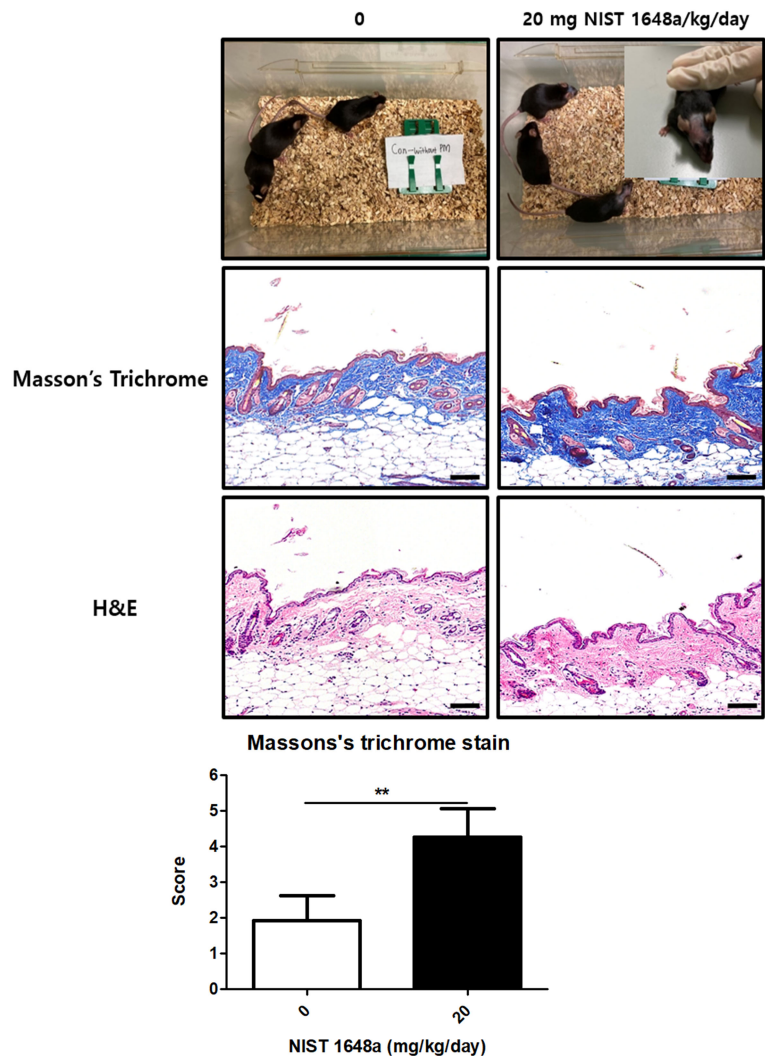 0 20 mg NIST 1648a/kg/day
Con-without PM
Masson's Trichrome
H&E
Massons's trichrome stain
**
6
5
4
3
2
1
0
Score
0 20
NIST 1648a (mg/kg/day)